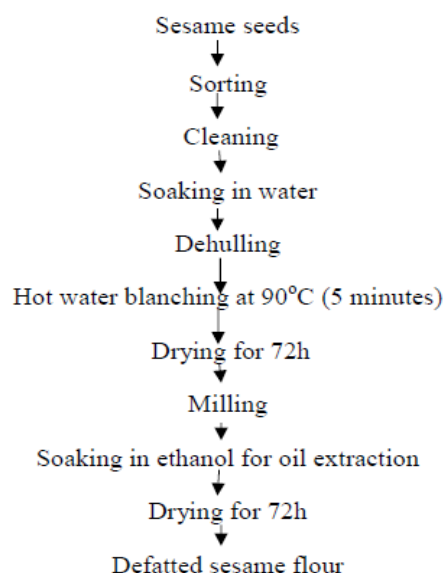 Sesame seeds
Sorting
Cleaning
Soaking in water
Dehulling
Hot water blanching at 90°C (5 minutes)
Drying for 72h
Milling
Soaking in ethanol for oil extraction
Drying for 72h
Defatted sesame flour